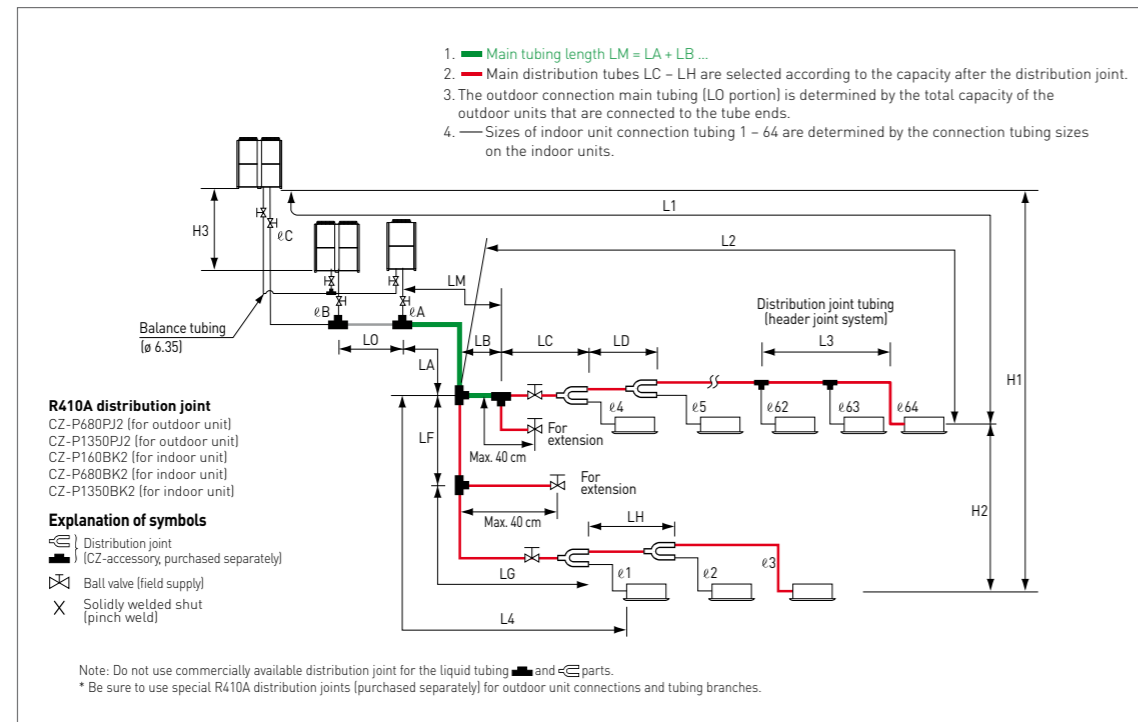 1. Main tubing length LM = LA + LB ...
2. Main distribution tubes LC – LH are selected according to the capacity after the distribution joint.
3. The outdoor connection main tubing (LO portion) is determined by the total capacity of the
outdoor units that are connected to the tube ends.
4. Sizes of indoor unit connection tubing 1 – 64 are determined by the connection tubing sizes
on the indoor units.
L1
H3
ℓC
L2
LM
ℓB
ℓA
Distribution joint tubing
(header joint system)
Balance tubing
(ø 6.35)
LO
LB
LC
LD
L3
LA
H1
R410A distribution joint
CZ-P680PJ2 (for outdoor unit)
CZ-P1350PJ2 (for outdoor unit)
CZ-P160BK2 (for indoor unit)
CZ-P680BK2 (for indoor unit)
CZ-P1350BK2 (for indoor unit)
ℓ4
ℓ5
ℓ62
ℓ63
ℓ64
LF
For
extension
Max. 40 cm
For
extension
Max. 40 cm
H2
LH
Explanation of symbols
Distribution joint
(CZ-accessory, purchased separately)
Ball valve (field supply)
Solidly welded shut
(pinch weld)
LG
ℓ1
ℓ2
ℓ3
L4
Note: Do not use commercially available distribution joint for the liquid tubing and parts.
* Be sure to use special R410A distribution joints (purchased separately) for outdoor unit connections and tubing branches.